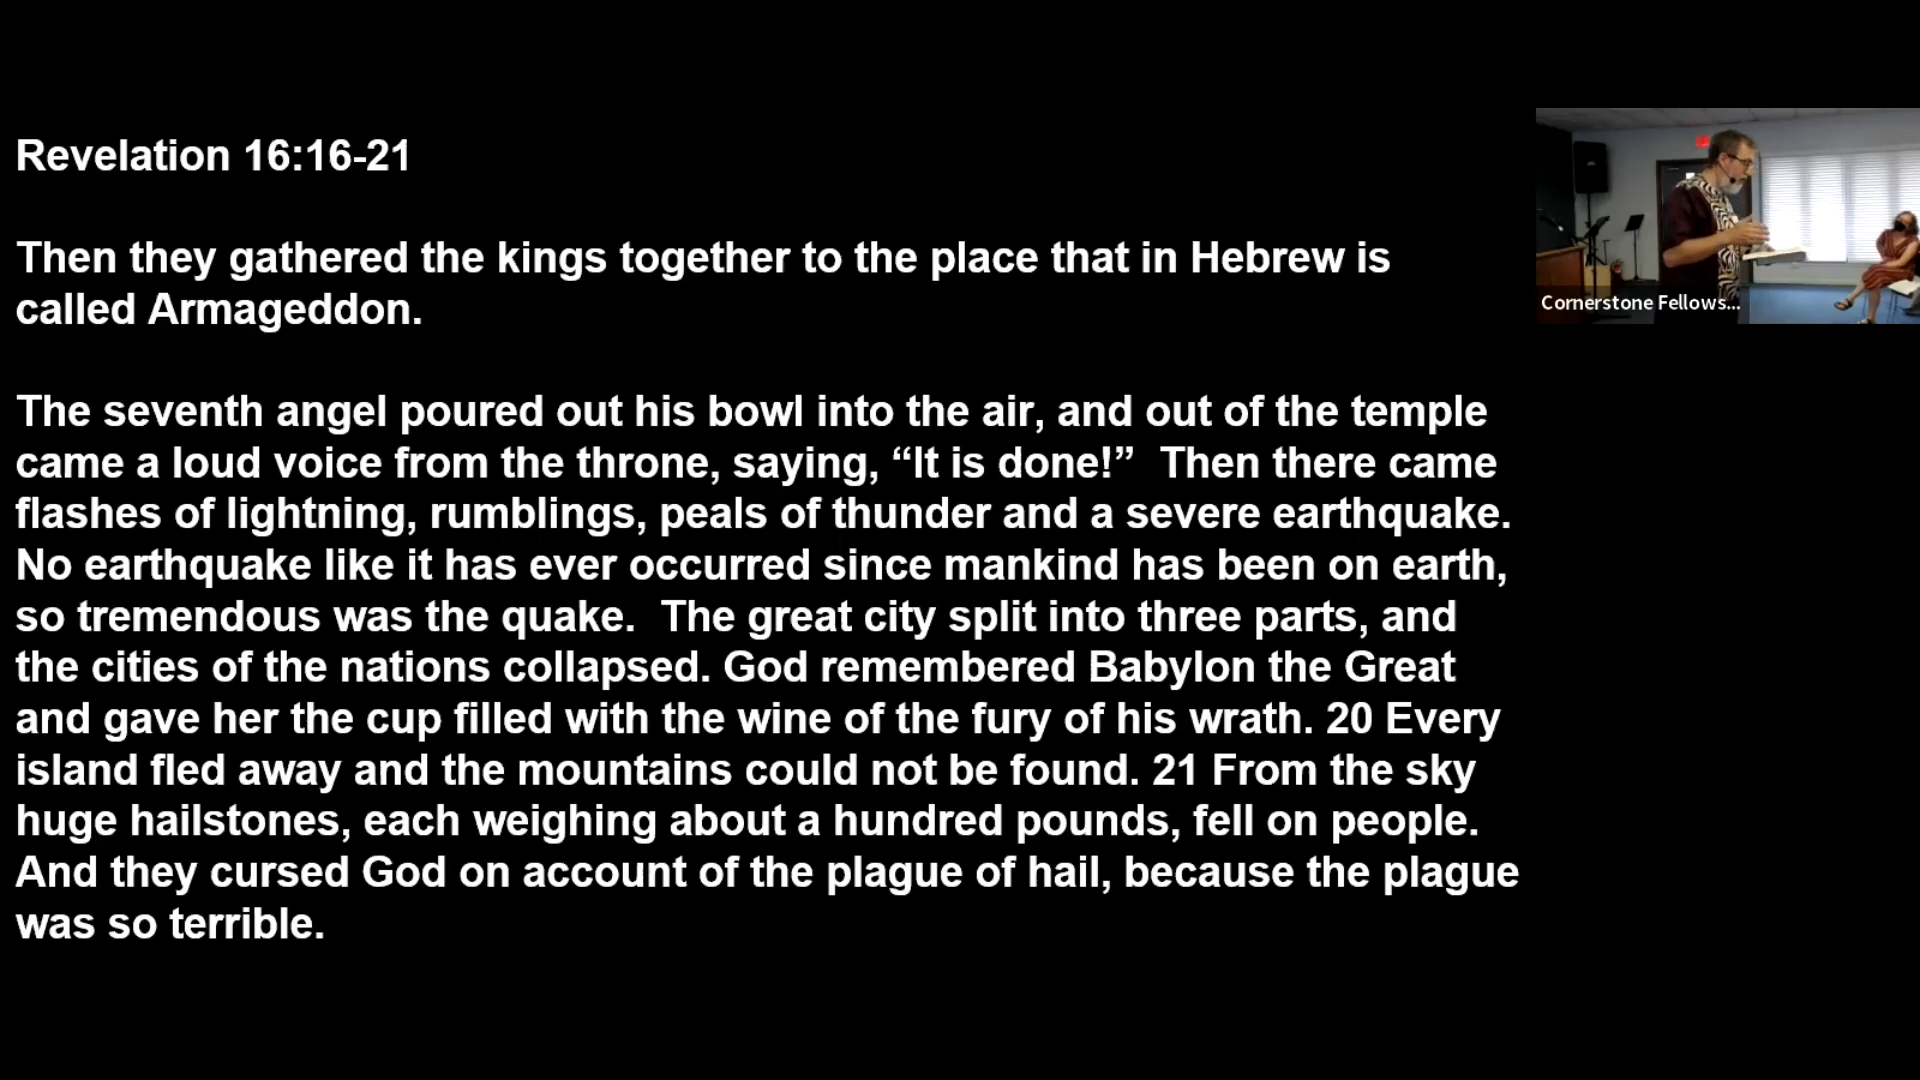 Revelation 16:16-21
Then they gathered the kings together to the place that in Hebrew is
called Armageddon.
The seventh angel poured out his bowl into the air, and out of the temple
came a loud voice from the throne, saying, “It is done!”  Then there came
flashes of lightning, rumblings, peals of thunder and a severe earthquake.
No earthquake like it has ever occurred since mankind has been on earth,
so tremendous was the quake.  The great city split into three parts, and
the cities of the nations collapsed. God remembered Babylon the Great
and gave her the cup filled with the wine of the fury of his wrath. 20 Every
island fled away and the mountains could not be found. 21 From the sky
huge hailstones, each weighing about a hundred pounds, fell on people.
And they cursed God on account of the plague of hail, because the plague
was so terrible.
Cornerstone Fellows...